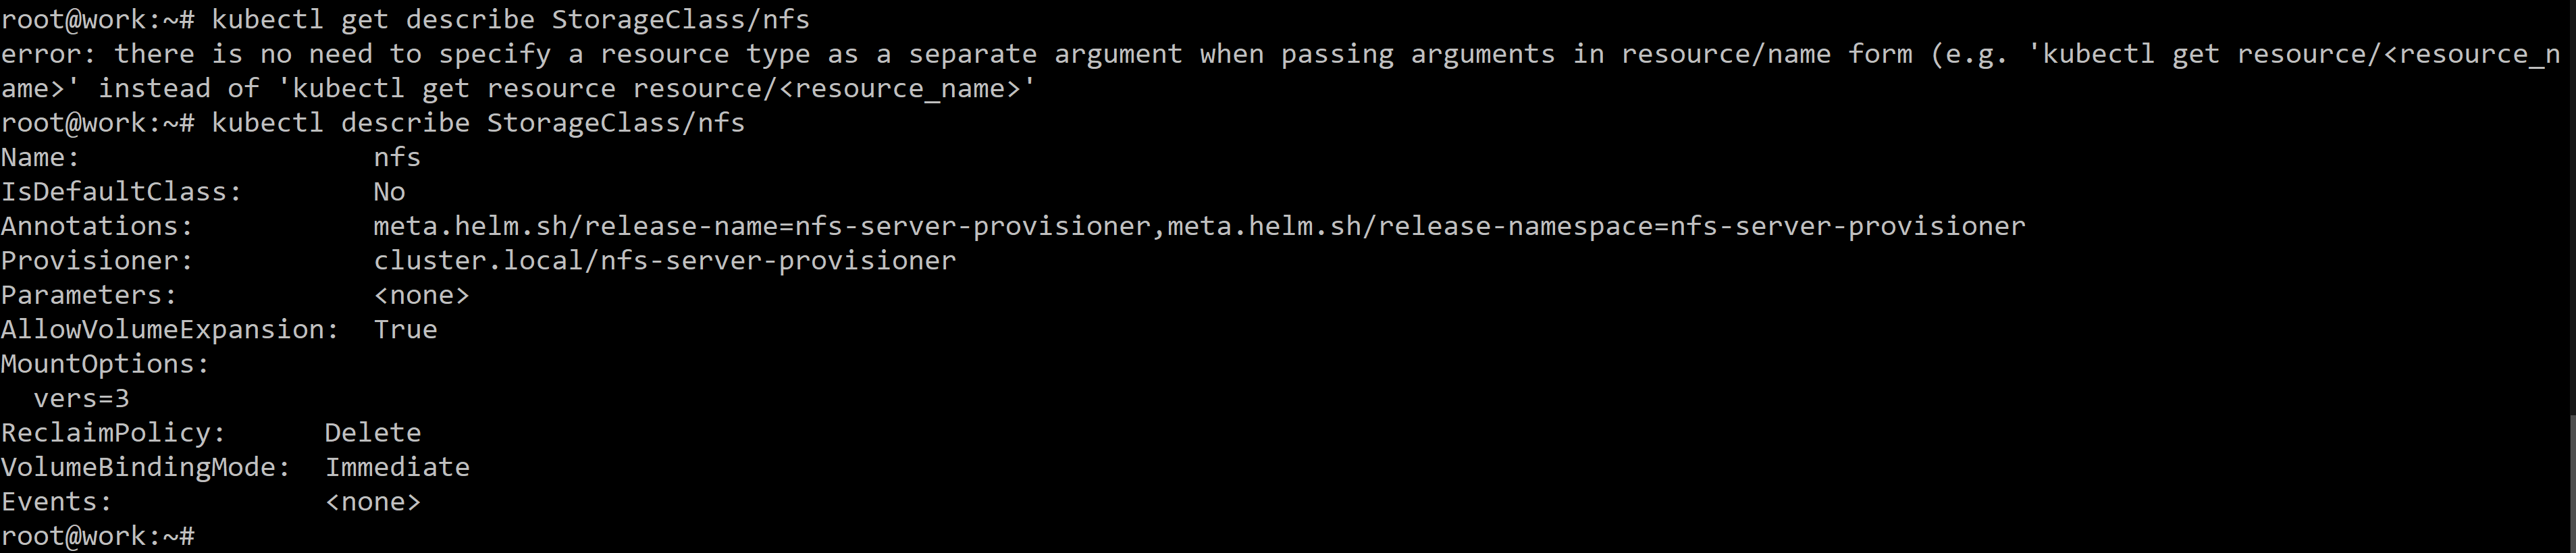 root@work:~# kubectl get describe StorageClass/nfs
error: there is no need to specify a resource type as a separate argument when passing arguments in resource/name form (e.g. 'kubectl get resource/<resource_n
ame>' instead of 'kubectl get resource resource/<resource_name>'
root@work:~# kubectl describe StorageClass/nfs
Name:                  nfs
IsDefaultClass:        No
Annotations:           meta.helm.sh/release-name=nfs-server-provisioner,meta.helm.sh/release-namespace=nfs-server-provisioner
Provisioner:           cluster.local/nfs-server-provisioner
Parameters:            <none>
AllowVolumeExpansion:  True
MountOptions:
  vers=3
ReclaimPolicy:      Delete
VolumeBindingMode:  Immediate
Events:             <none>
root@work:~#